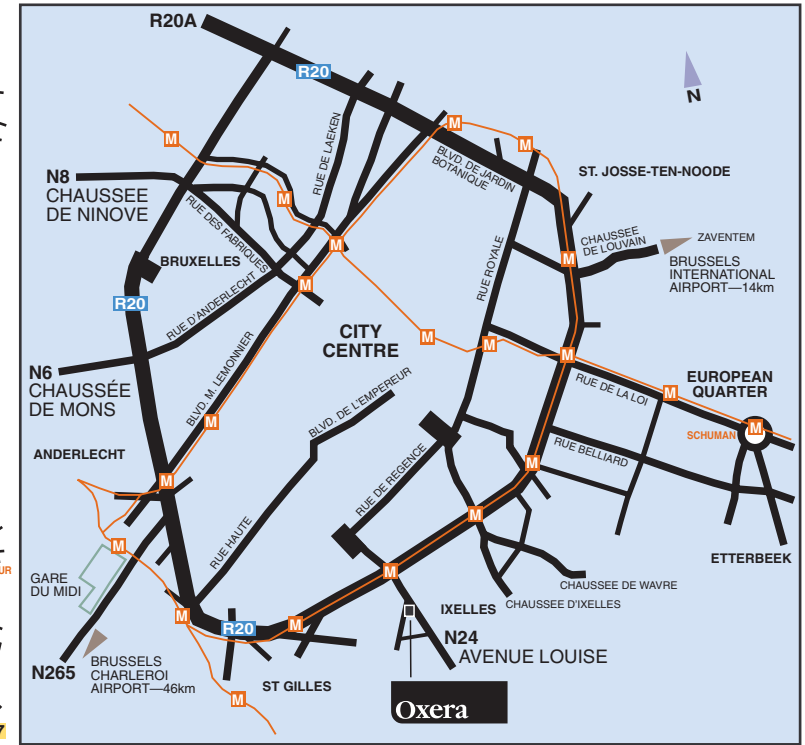 R20A
R20
N
M
M
M
RUE DE LAEKEN
BLVD. DE JARDIN
BOTANIQUE
ST. JOSSE-TEN-NOODE
N8
CHAUSSEE
DE NINOVE
M
RUE DES FABRIQUES
RUE ROYALE
CHAUSSEE
DE LOUVAIN
ZAVENTEM
BRUSSELS
INTERNATIONAL
AIRPORT—14km
M
M
BRUXELLES
M
R20
RUE D'ANDERLECHT
CITY
CENTRE
M
M
M
N6
CHAUSSÉE
DE MONS
BLVD. M. LEMONNIER
BLVD. DE L'EMPEREUR
RUE DE LA LOI
EUROPEAN
QUARTER
M
M
SCHUMAN
M
ANDERLECHT
RUE DE REGENCE
RUE BELLIARD
M
M
M
RUE HAUTE
M
ETTERBEEK
UR
GARE
DU MIDI
M
CHAUSSEE DE WAVRE
CHAUSSEE D'IXELLES
IXELLES
M
R20
M
N24
AVENUE LOUISE
N265
BRUSSELS
CHARLEROI
AIRPORT—46km
ST GILLES
M
Oxera
7